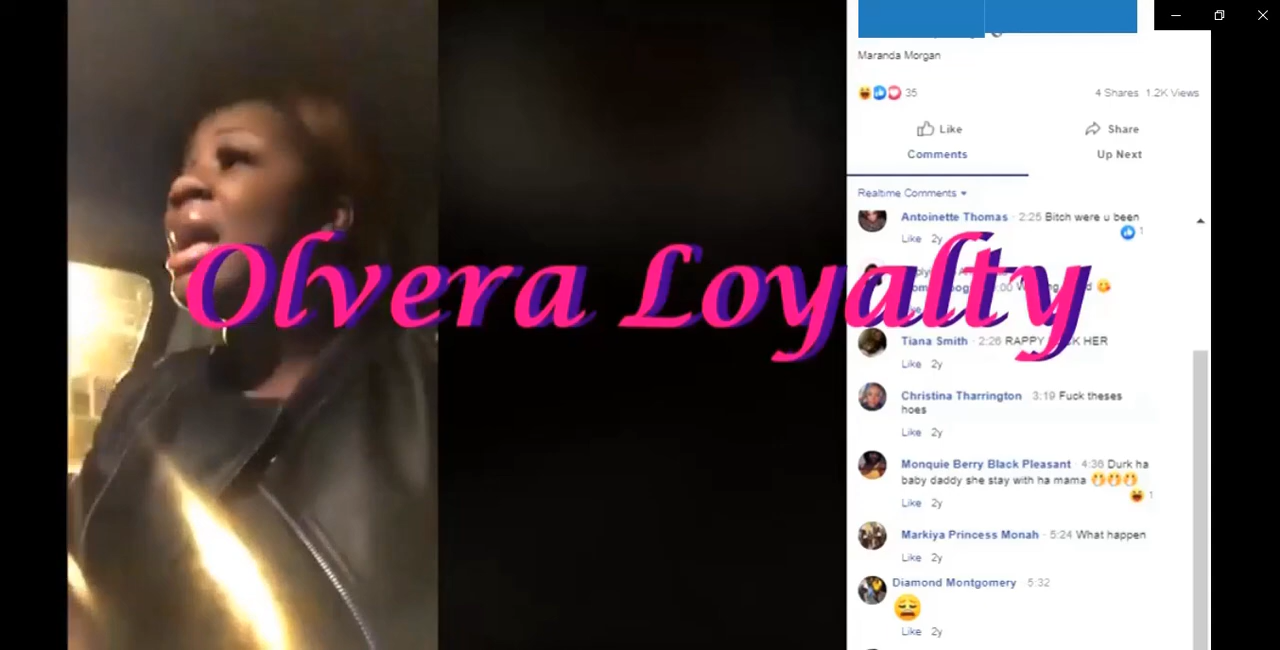 Maranda Morgan
35
4 Shares 1.2K Views
Like
Share
Comments
Up Next
Realtime Comments
Antoinette Thomas · 2:25 Bitch were u been
Like 2y
1
Olvera Loyalty
Tiana Smith · 2:26 RAPPY HER
Like 2y
Christina Tharrington · 3:19 Fuck theses
hoes
Like 2y
Monquie Berry Black Pleasant · 4:36 Durk ha
baby daddy she stay with ha mama 
Like 2y
1
Markiya Princess Monah · 5:24 What happen
Like 2y
Diamond Montgomery · 5:32
Like 2y